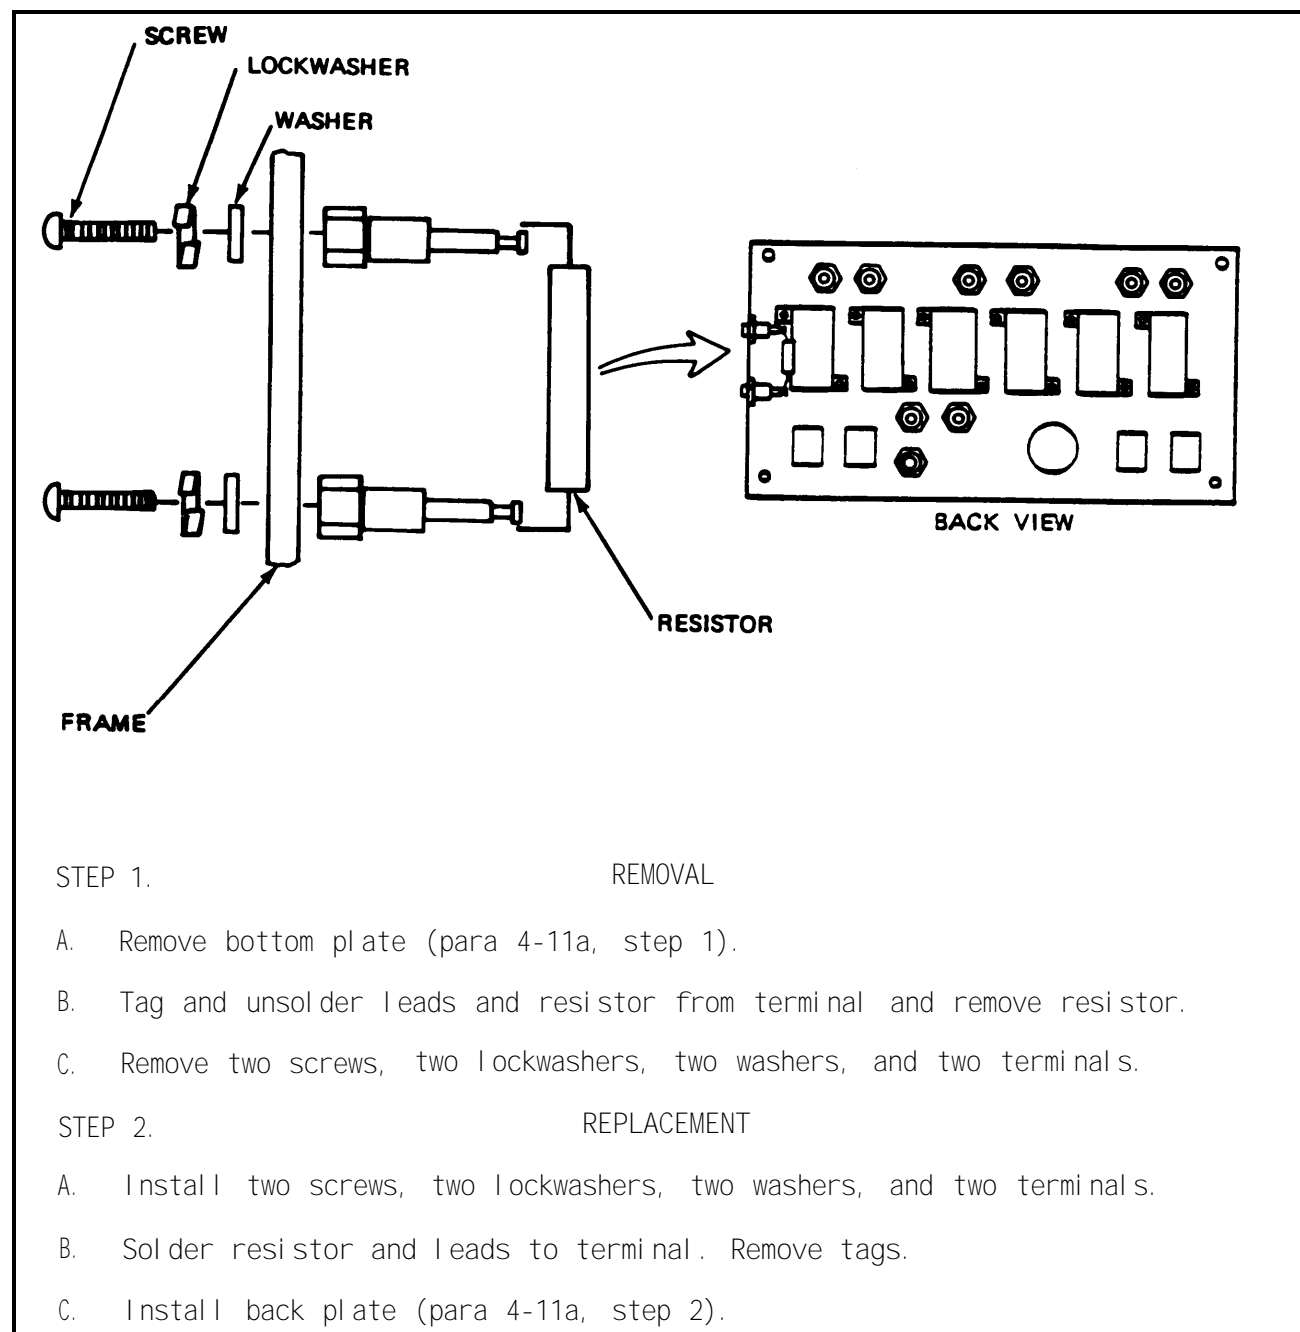 SCREW
LOCKWASHER
WASHER
BACK VIEW
RESISTOR
FRAME
STEP 1. REMOVAL
A. Remove bottom plate (para 4-11a, step 1).
B. Tag and unsolder leads and resistor from terminal and remove resistor.
C. Remove two screws, two lockwashers, two washers, and two terminals.
STEP 2. REPLACEMENT
A. Install two screws, two lockwashers, two washers, and two terminals.
B. Solder resistor and leads to terminal. Remove tags.
C. Install back plate (para 4-11a, step 2).